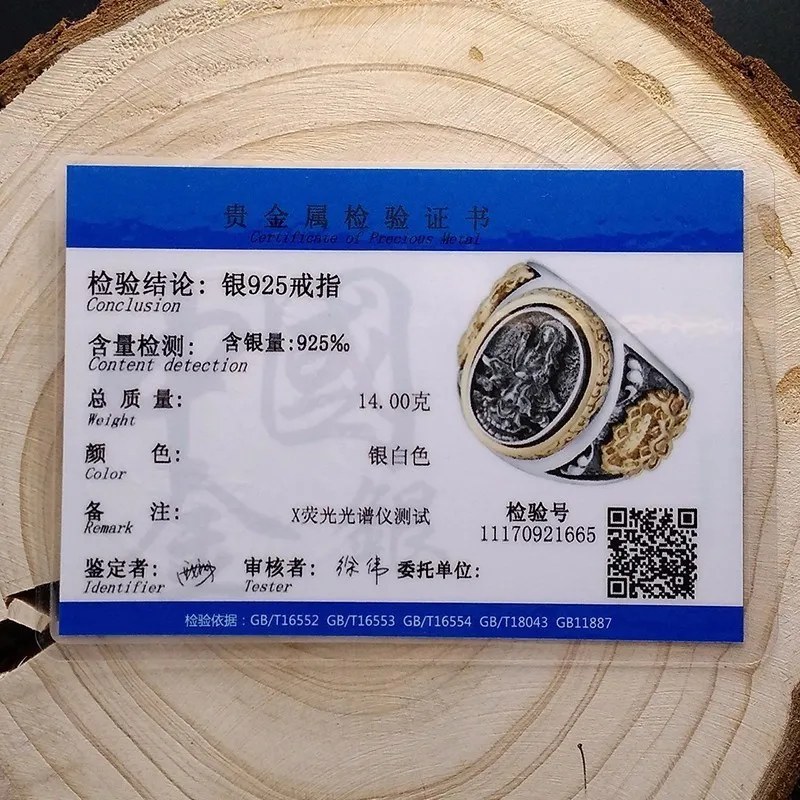 贵金属检验证书
Certificate of Precious Metal
检验结论: 银925戒指
Conclusion
含量检测: 含银量:925‰
Content detection
总质量: 14.00克
Weight
颜 色: 银白色
Color
备 注: X荧光光谱仪测试
Remark
检验号
11170921665
鉴定者: 审核者: 徐伟 委托单位:
Identifier Tester
检验依据：GB/T16552 GB/T16553 GB/T16554 GB/T18043 GB11887